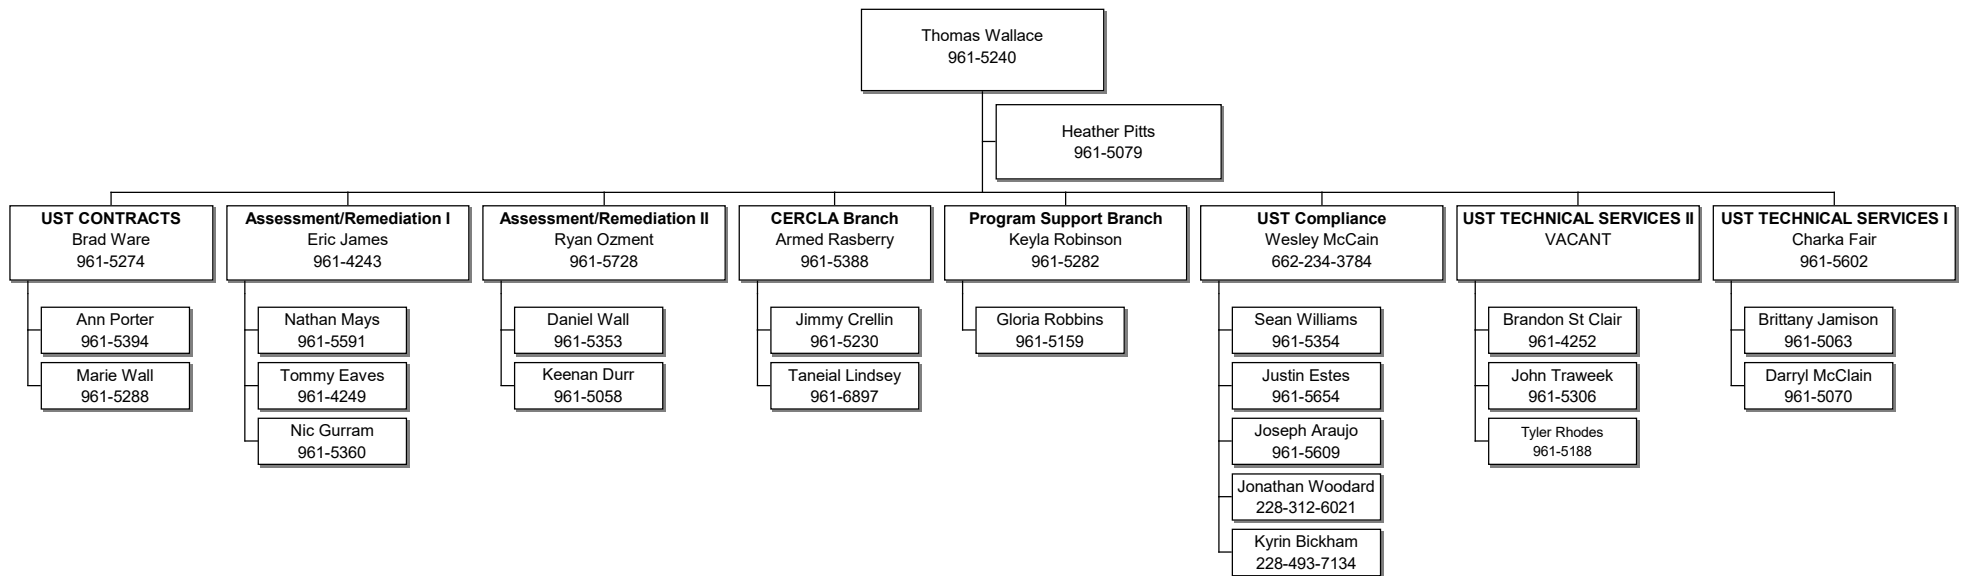 Thomas Wallace
961-5240
Heather Pitts
961-5079
UST CONTRACTS
Brad Ware
961-5274
Ann Porter
961-5394
Marie Wall
961-5288
Assessment/Remediation I
Eric James
961-4243
Nathan Mays
961-5591
Tommy Eaves
961-4249
Nic Gurram
961-5360
Assessment/Remediation II
Ryan Ozment
961-5728
Daniel Wall
961-5353
Keenan Durr
961-5058
CERCLA Branch
Armed Rasberry
961-5388
Jimmy Crellin
961-5230
Taneial Lindsey
961-6897
Program Support Branch
Keyla Robinson
961-5282
Gloria Robbins
961-5159
UST Compliance
Wesley McCain
662-234-3784
Sean Williams
961-5354
Justin Estes
961-5654
Joseph Araujo
961-5609
Jonathan Woodard
228-312-6021
Kyrin Bickham
228-493-7134
UST TECHNICAL SERVICES II
VACANT
Brandon St Clair
961-4252
John Traweek
961-5306
Tyler Rhodes
961-5188
UST TECHNICAL SERVICES I
Charka Fair
961-5602
Brittany Jamison
961-5063
Darryl McClain
961-5070